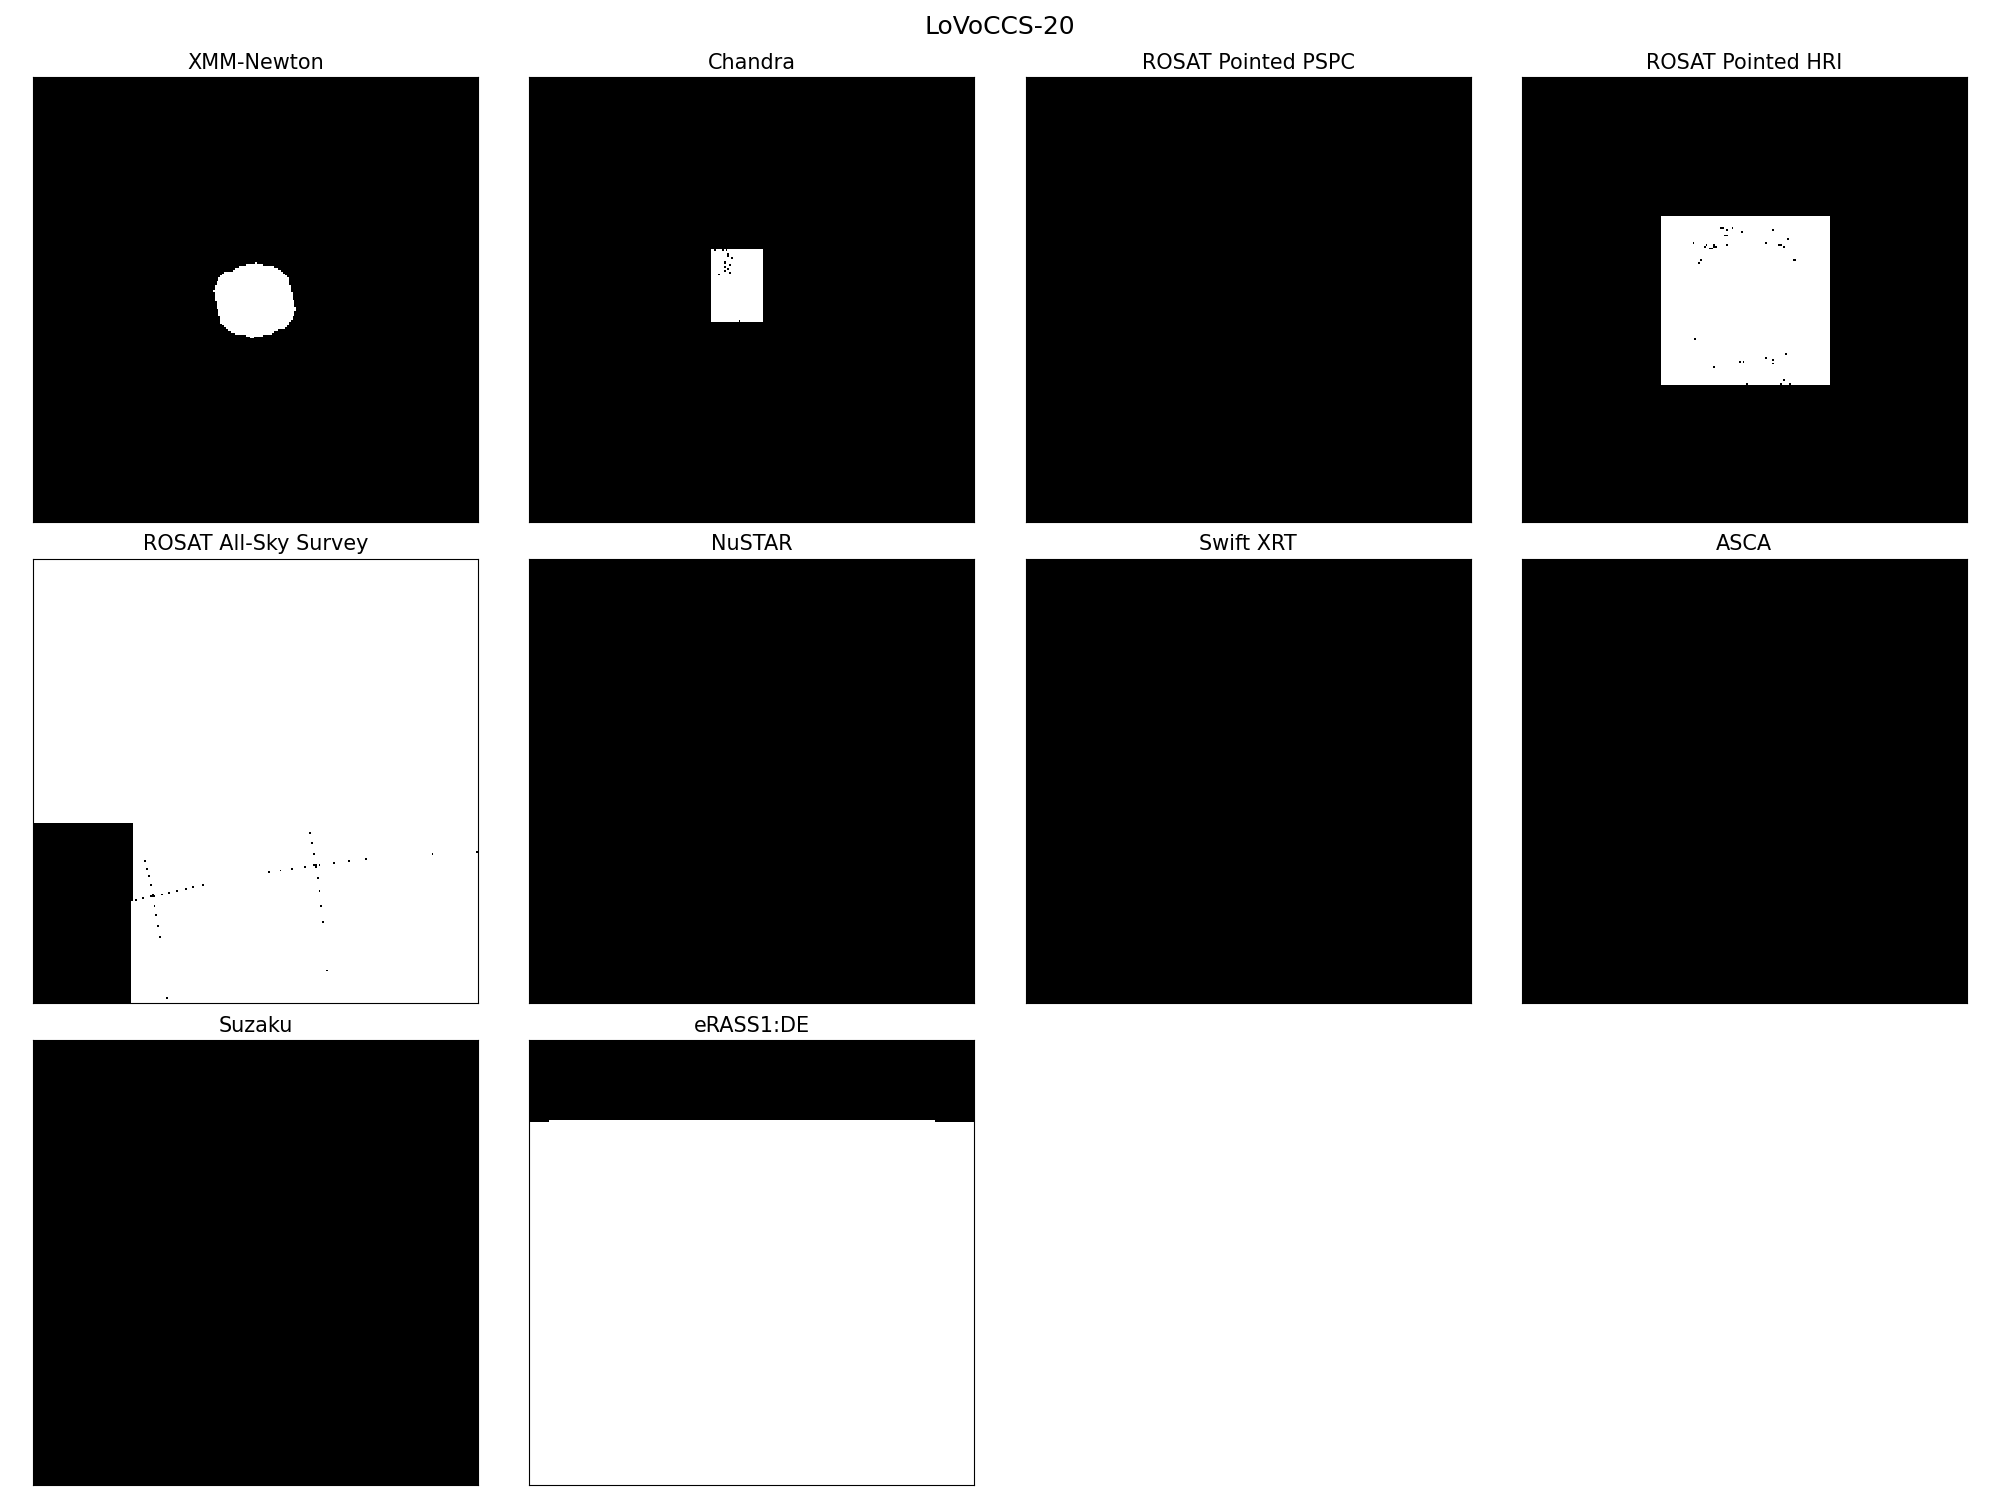 LoVoCCS-20
XMM-Newton
Chandra
ROSAT Pointed PSPC
ROSAT Pointed HRI
ROSAT All-Sky Survey
NuSTAR
Swift XRT
ASCA
Suzaku
eRASS1:DE